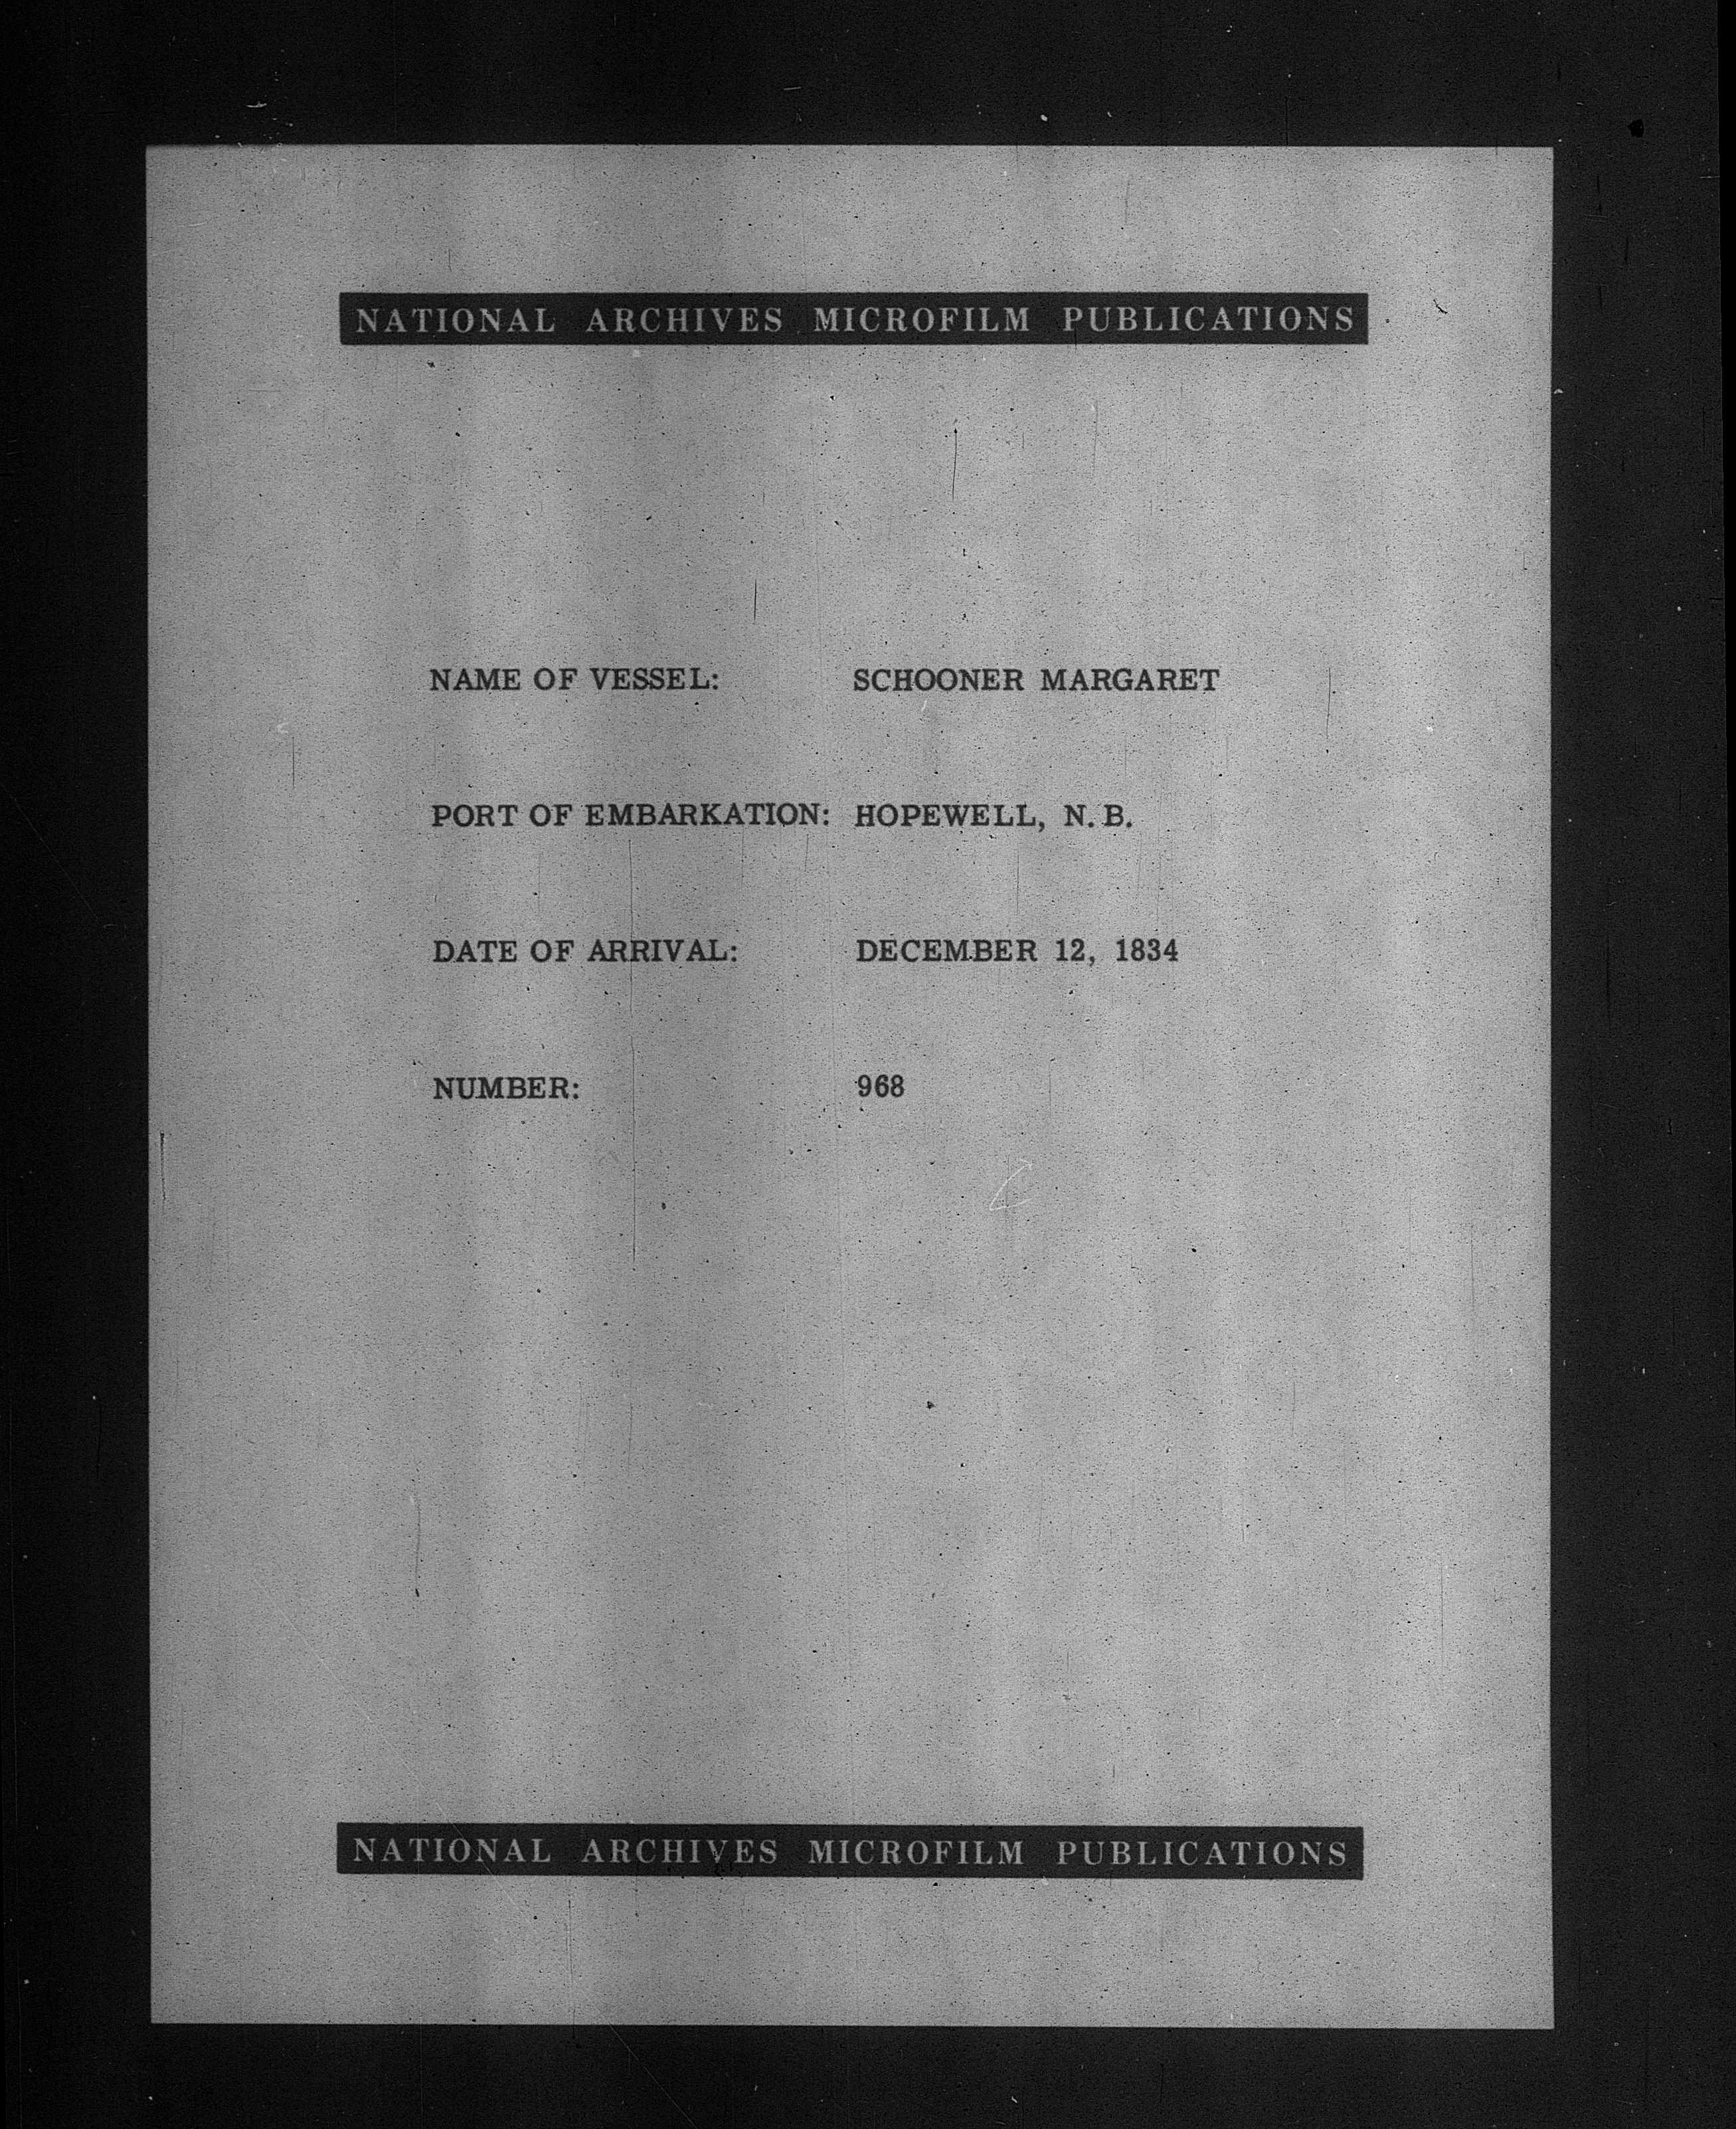 NATIONAL ARCHIVES MICROFILM PUBLICATIONS
NAME OF VESSEL: SCHOONER MARGARET
PORT OF EMBARKATION: HOPEWELL, N. B.
DATE OF ARRIVAL: DECEMBER 12, 1834
NUMBER: 968
NATIONAL ARCHIVES MICROFILM PUBLICATIONS